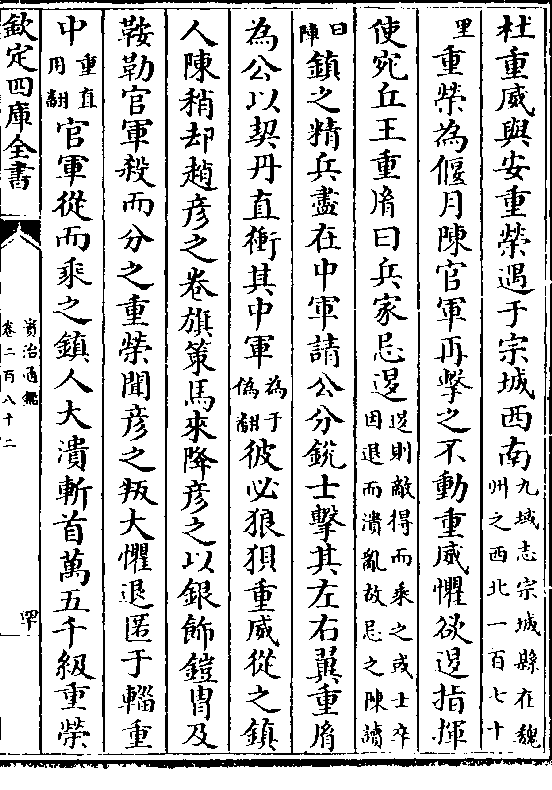 杜重威與安重榮遇于宗城西南九域志宗城縣在魏州之西北一百七十
里重榮為偃月陳官軍再擊之不動重威懼欲退指揮
使宛丘王重𦙍曰兵家忌退退則敵得而乗之或士卒因退而潰亂故忌之陳讀
曰陣鎮之精兵盡在中軍請公分銳士擊其左右翼重𦙍
為公以契丹直衝其中軍為于偽翻彼必狼狽重威從之鎮
人陳稍却趙彦之卷旗策馬來降彦之以銀飾鎧胄及
鞍勒官軍殺而分之重榮聞彦之叛大懼退匿于輜重
中重直用翻官軍從而乘之鎮人大潰斬首萬五千級重榮
欽定四庫全書
資治通鑑
卷二百八十二
罕